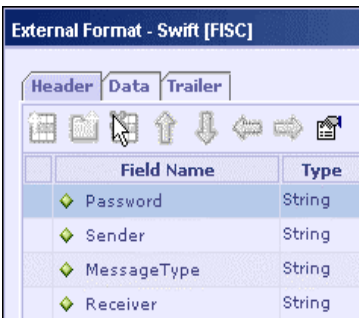 External Format - Swift [FISC]
Header Data Trailer
Field Name Type
Password String
Sender String
MessageType String
Receiver String